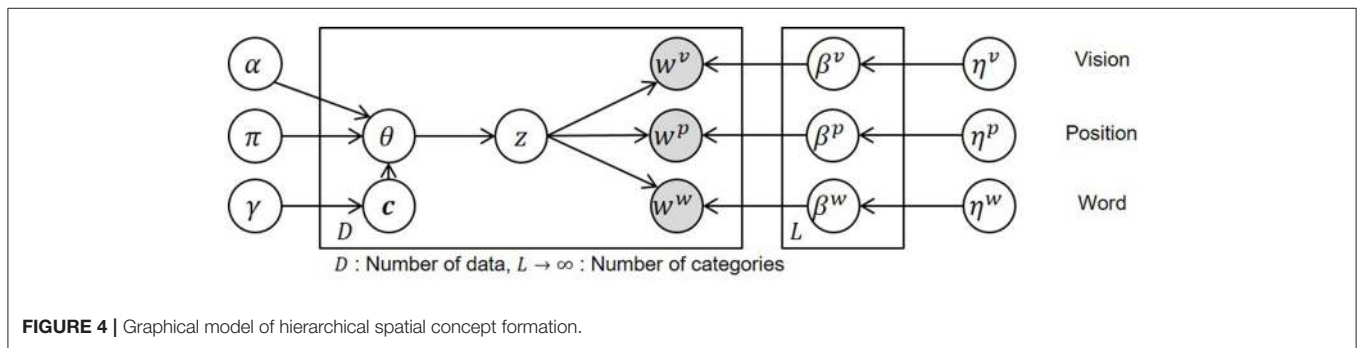 α w^v β^v η^v Vision
π θ z w^p β^p η^p Position
γ c w^w β^w η^w Word
D L
D : Number of data, L → ∞ : Number of categories
FIGURE 4 | Graphical model of hierarchical spatial concept formation.